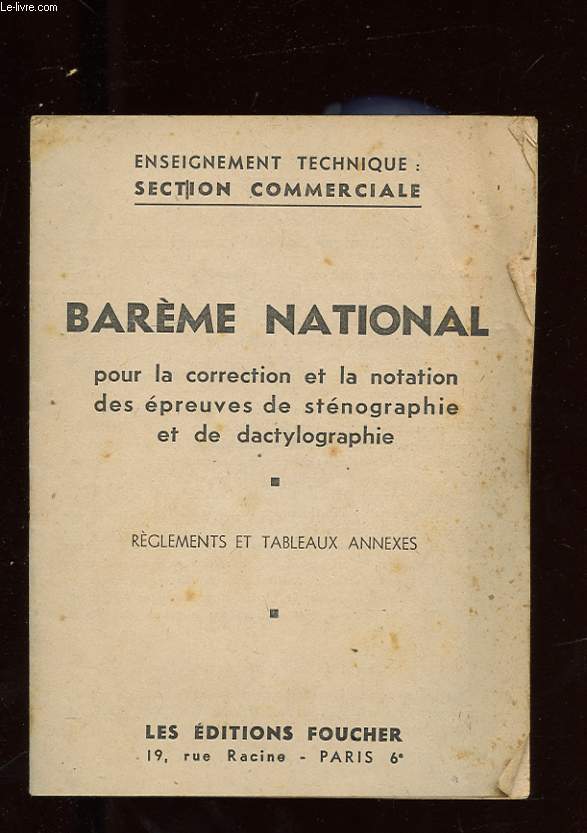 Le-livre.com
ENSEIGNEMENT TECHNIQUE :
SECTION COMMERCIALE
BARÈME NATIONAL
pour la correction et la notation
des épreuves de sténographie
et de dactylographie
RÈGLEMENTS ET TABLEAUX ANNEXES
LES ÉDITIONS FOUCHER
19, rue Racine - PARIS 6e